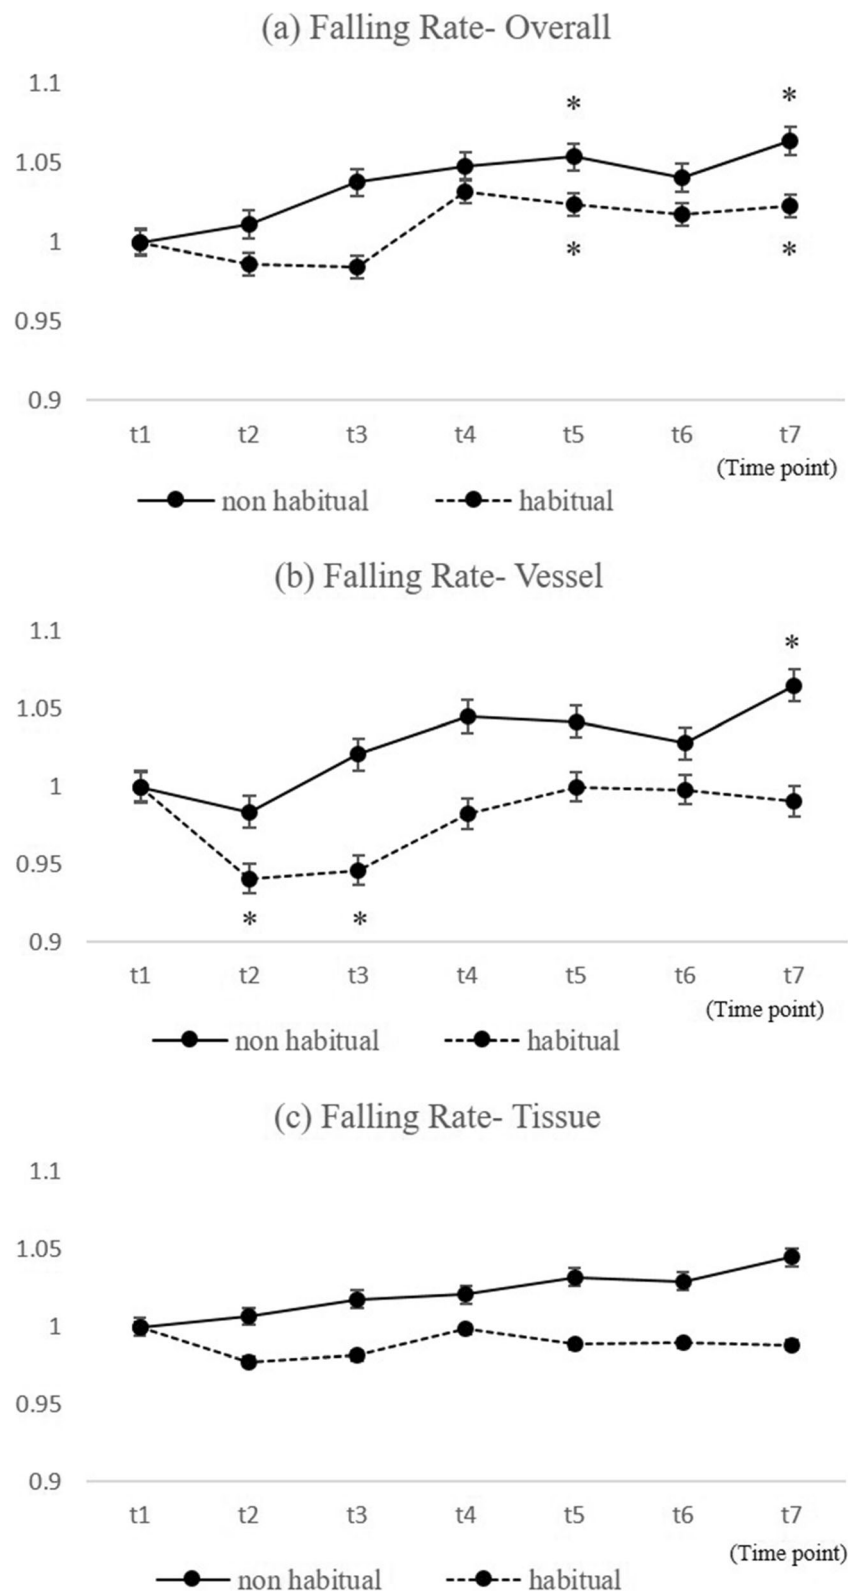 (a) Falling Rate- Overall
1.1
*
*
1.05
1
*
*
0.95
0.9
t1 t2 t3 t4 t5 t6 t7
(Time point)
non habitual habitual
(b) Falling Rate- Vessel
1.1
*
1.05
1
0.95
* *
0.9
t1 t2 t3 t4 t5 t6 t7
(Time point)
non habitual habitual
(c) Falling Rate- Tissue
1.1
1.05
1
0.95
0.9
t1 t2 t3 t4 t5 t6 t7
(Time point)
non habitual habitual